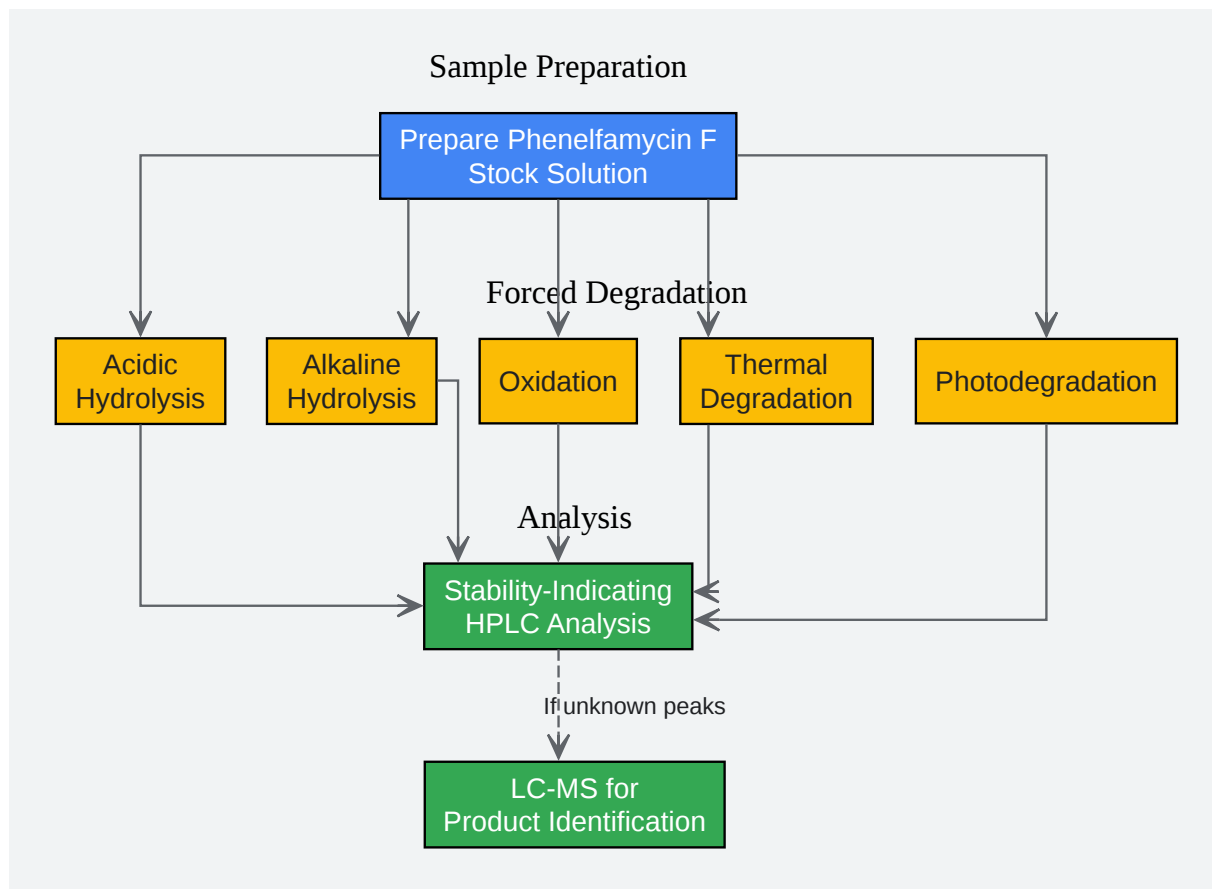 Sample Preparation
Prepare Phenelfamycin F
Stock Solution
Forced Degradation
Acidic
Hydrolysis
Alkaline
Hydrolysis
Oxidation
Thermal
Degradation
Photodegradation
Analysis
Stability-Indicating
HPLC Analysis
If unknown peaks
LC-MS for
Product Identification